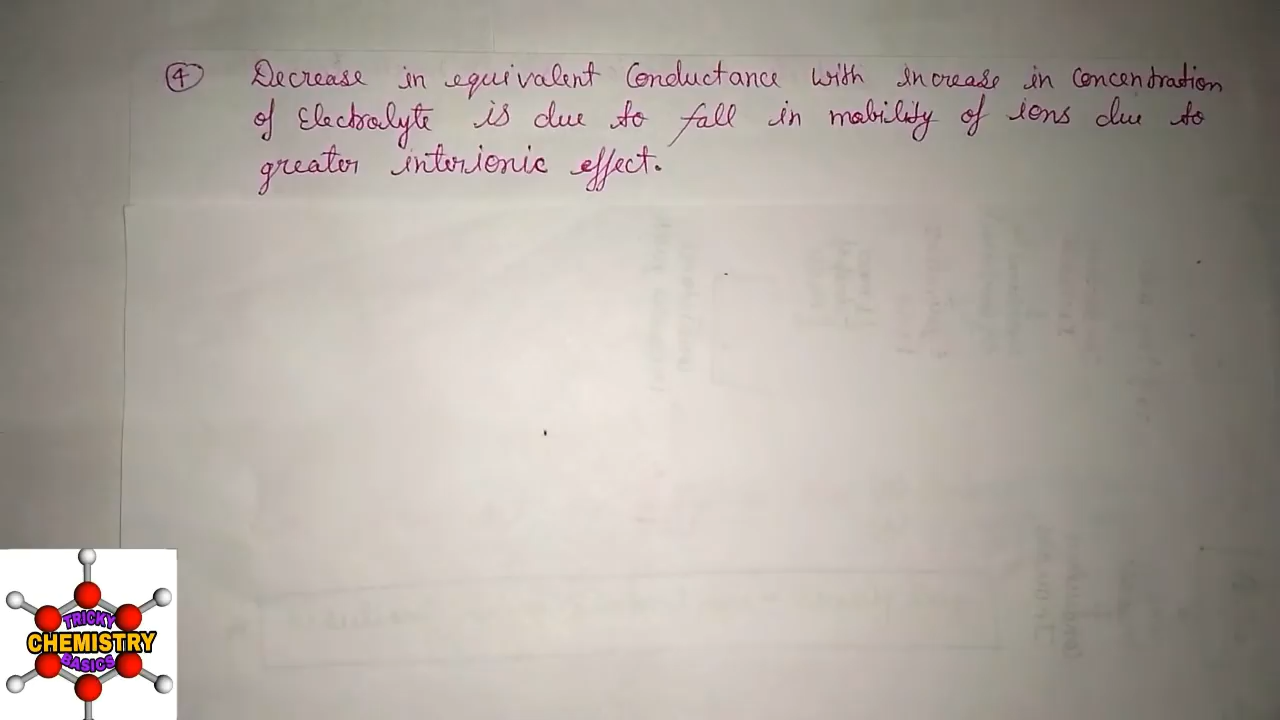 ④ Decrease in equivalent Conductance with increase in Concentration
of Electrolyte is due to fall in mobility of ions due to
greater interionic effect.
TRICKY
CHEMISTRY
BASICS